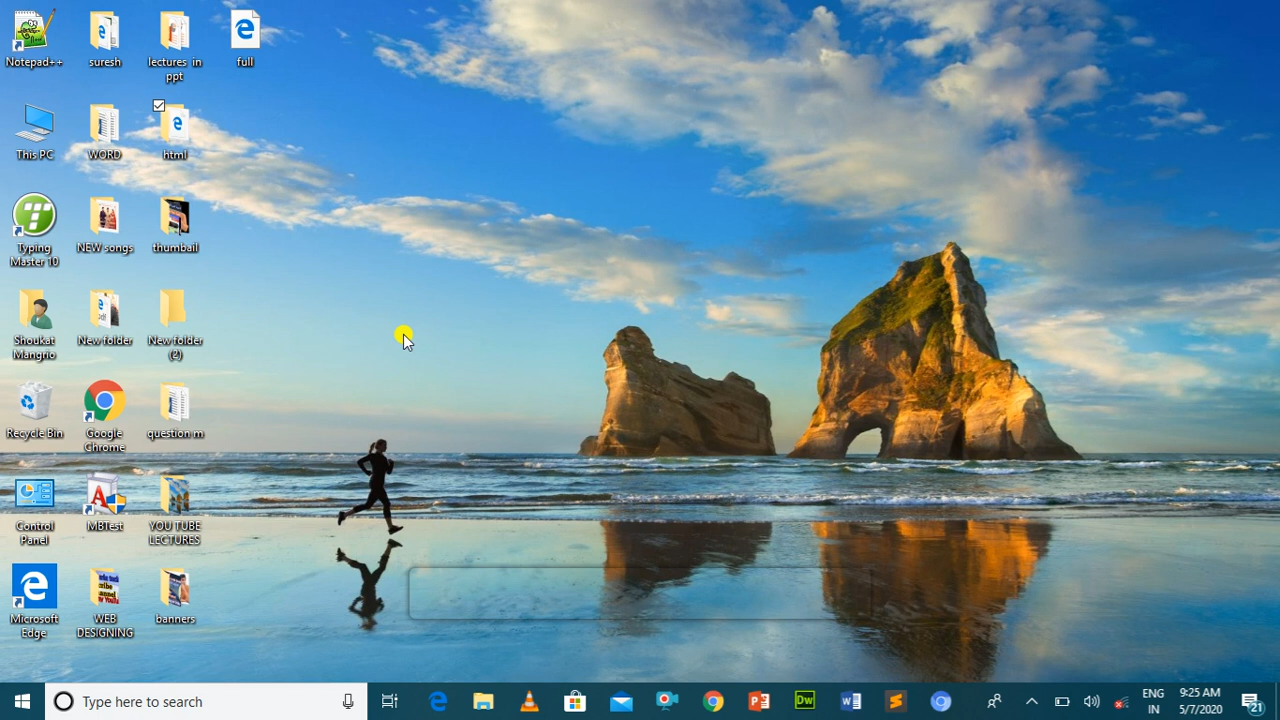 Notepad++
suresh
lectures in
ppt
full
This PC
WORD
html
Typing
Master 10
NEW songs
thumbail
Shoukat
Mangrio
New folder
New folder
(2)
Recycle Bin
Google
Chrome
question m
Control
Panel
MBTest
YOU TUBE
LECTURES
Microsoft
Edge
WEB
DESIGNING
banners
Type here to search
Dw
ENG
IN
9:25 AM
5/7/2020
21